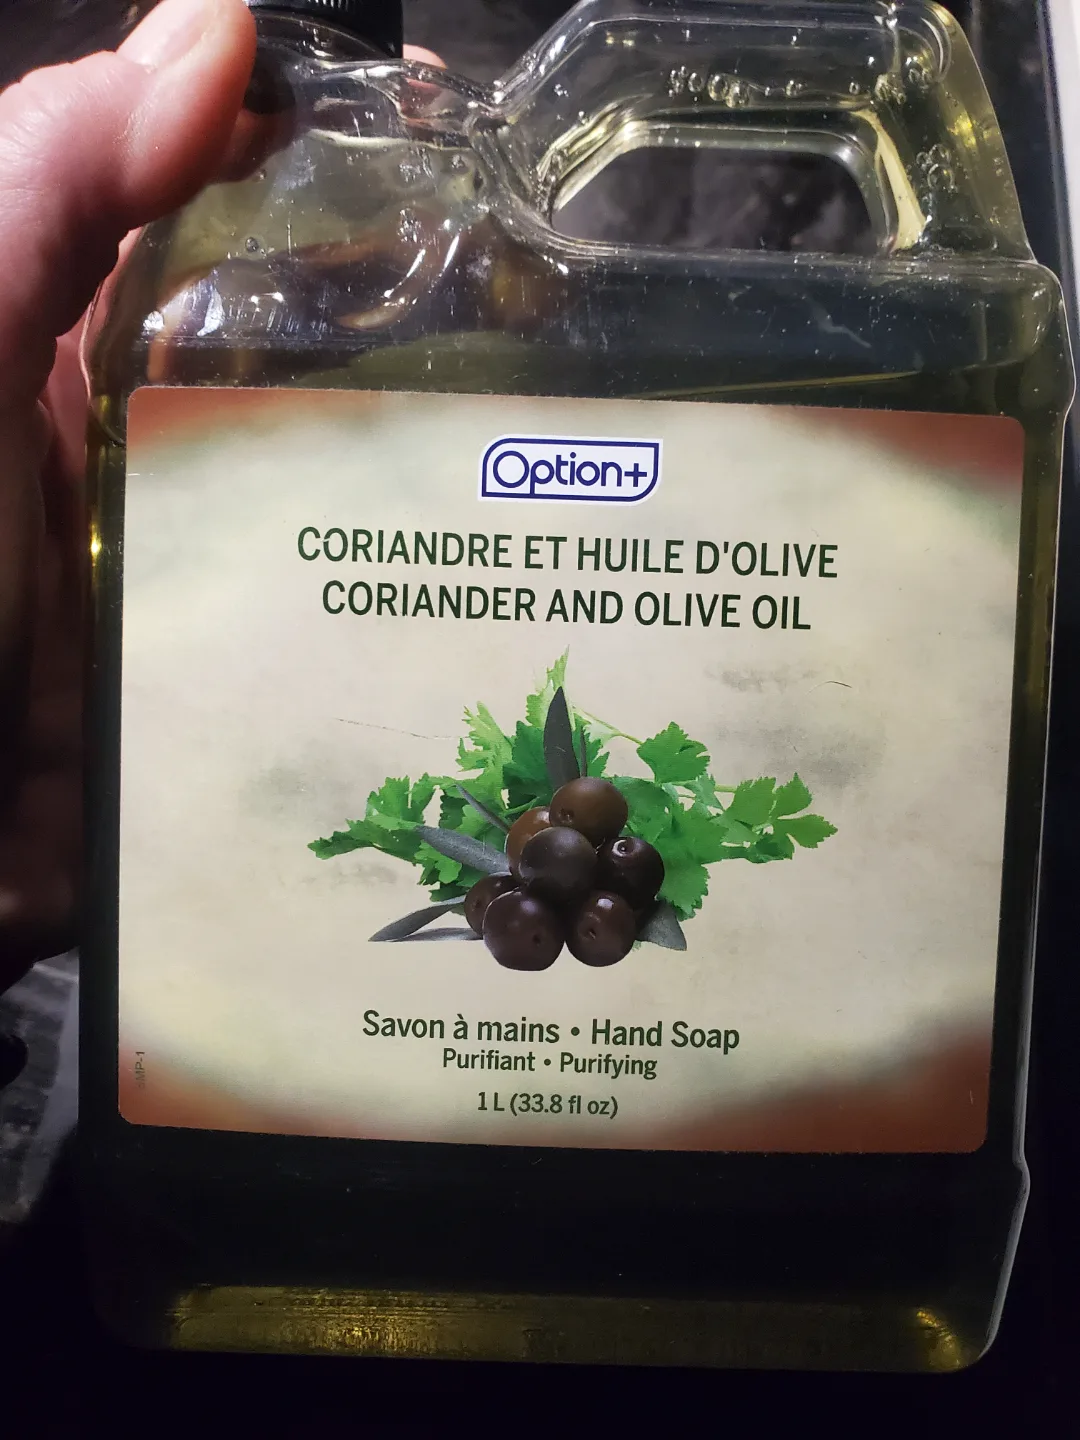 Option+
CORIANDRE ET HUILE D'OLIVE
CORIANDER AND OLIVE OIL
Savon à mains • Hand Soap
Purifiant • Purifying
1 L (33.8 fl oz)